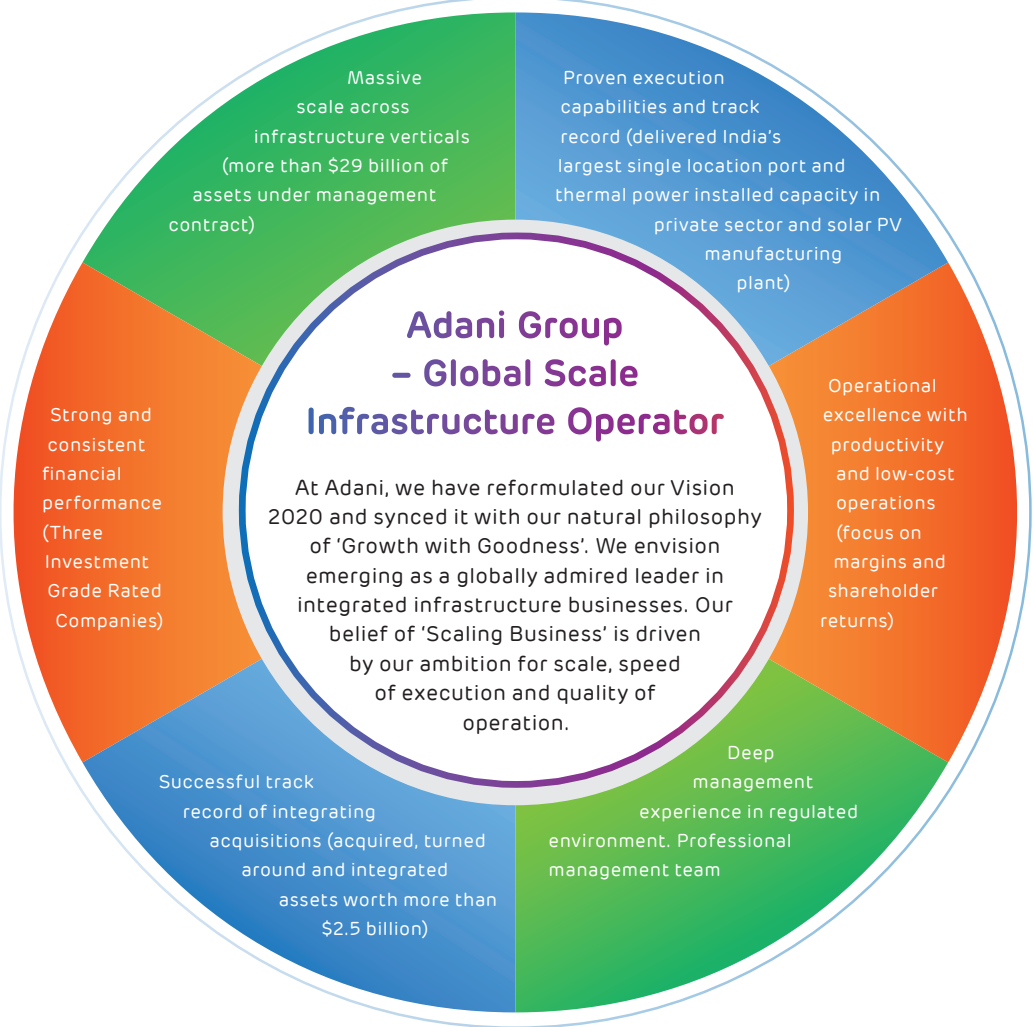 Massive
scale across
infrastructure verticals
(more than $29 billion of
assets under management
contract)
Proven execution
capabilities and track
record (delivered India's
largest single location port and
thermal power installed capacity in
private sector and solar PV
manufacturing
plant)
Operational
excellence with
productivity
and low-cost
operations
(focus on
margins and
shareholder
returns)
Deep
management
experience in regulated
environment. Professional
management team
Successful track
record of integrating
acquisitions (acquired, turned
around and integrated
assets worth more than
$2.5 billion)
Strong and
consistent
financial
performance
(Three
Investment
Grade Rated
Companies)
Adani Group
– Global Scale
Infrastructure Operator
At Adani, we have reformulated our Vision
2020 and synced it with our natural philosophy
of ‘Growth with Goodness’. We envision
emerging as a globally admired leader in
integrated infrastructure businesses. Our
belief of ‘Scaling Business’ is driven
by our ambition for scale, speed
of execution and quality of
operation.